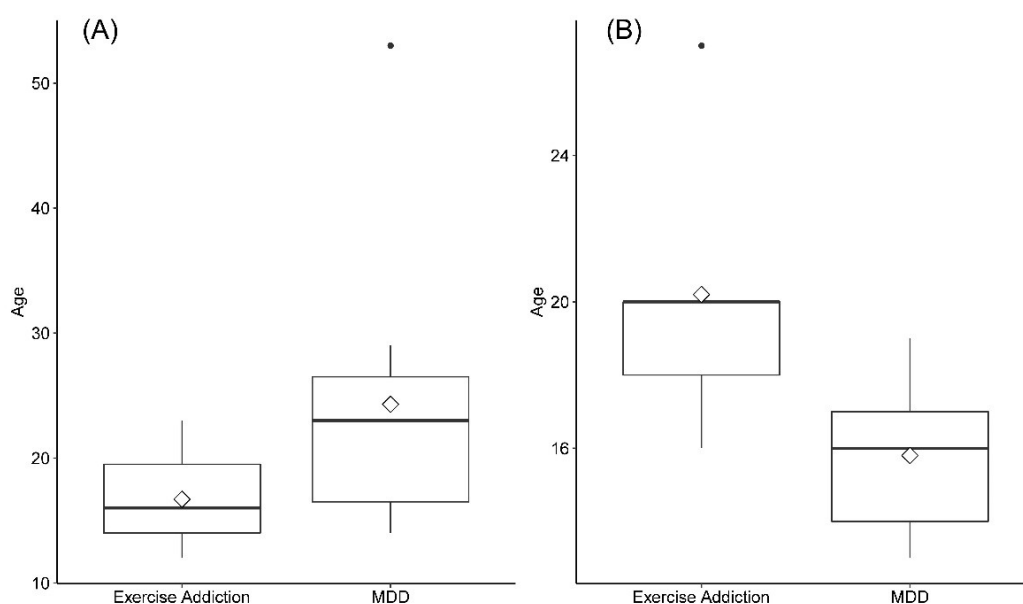 (A)
50
40
30
20
10
Age
Exercise Addiction
MDD
(B)
24
20
16
Age
Exercise Addiction
MDD